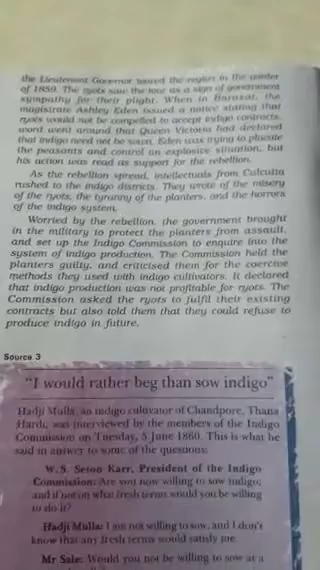 the Lieutenant Governor toured the region in the winter
of 1859. The ryots saw the tour as a sign of government
sympathy for their plight. When in Barasat, the
magistrate Ashley Eden issued a notice stating that
ryots would not be compelled to accept indigo contracts,
word went around that Queen Victoria had declared
that indigo need not be sown. Eden was trying to placate
the peasants and control an explosive situation, but
his action was read as support for the rebellion.
As the rebellion spread, intellectuals from Calcutta
rushed to the indigo districts. They wrote of the misery
of the ryots, the tyranny of the planters, and the horrors
of the indigo system.
Worried by the rebellion, the government brought
in the military to protect the planters from assault,
and set up the Indigo Commission to enquire into the
system of indigo production. The Commission held the
planters guilty, and criticised them for the coercive
methods they used with indigo cultivators. It declared
that indigo production was not profitable for ryots. The
Commission asked the ryots to fulfil their existing
contracts but also told them that they could refuse to
produce indigo in future.
Source 3
"I would rather beg than sow indigo"
Hadji Mulla, an indigo cultivator of Chandpore, Thana
Hardi, was interviewed by the members of the Indigo
Commission on Tuesday, 5 June 1860. This is what he
said in answer to some of the questions:
W. S. Seton Karr, President of the Indigo
Commission: Are you now willing to sow indigo;
and if not on what fresh terms would you be willing
to do it?
Hadji Mulla: I am not willing to sow, and I don't
know that any fresh terms would satisfy me.
Mr Sale: Would you not be willing to sow at a